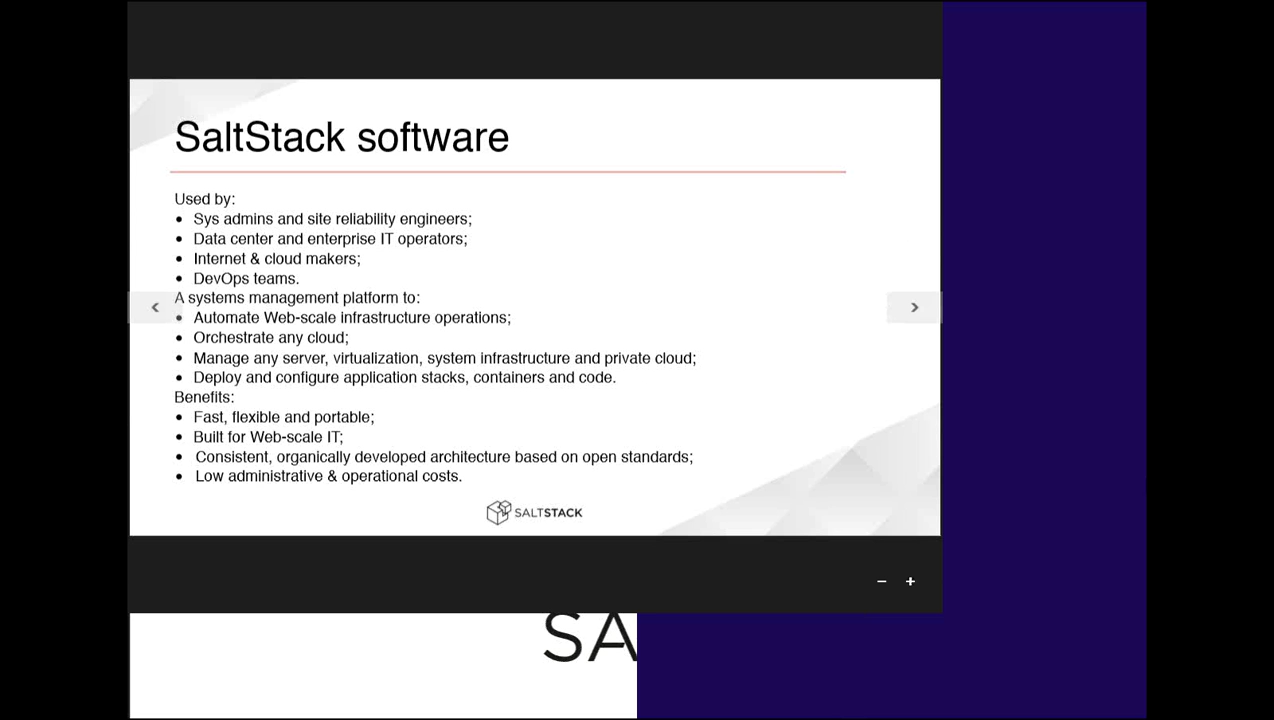 SaltStack software
Used by:
• Sys admins and site reliability engineers;
• Data center and enterprise IT operators;
• Internet & cloud makers;
• DevOps teams.
A systems management platform to:
• Automate Web-scale infrastructure operations;
• Orchestrate any cloud;
• Manage any server, virtualization, system infrastructure and private cloud;
• Deploy and configure application stacks, containers and code.
Benefits:
• Fast, flexible and portable;
• Built for Web-scale IT;
• Consistent, organically developed architecture based on open standards;
• Low administrative & operational costs.
SALTSTACK
SA